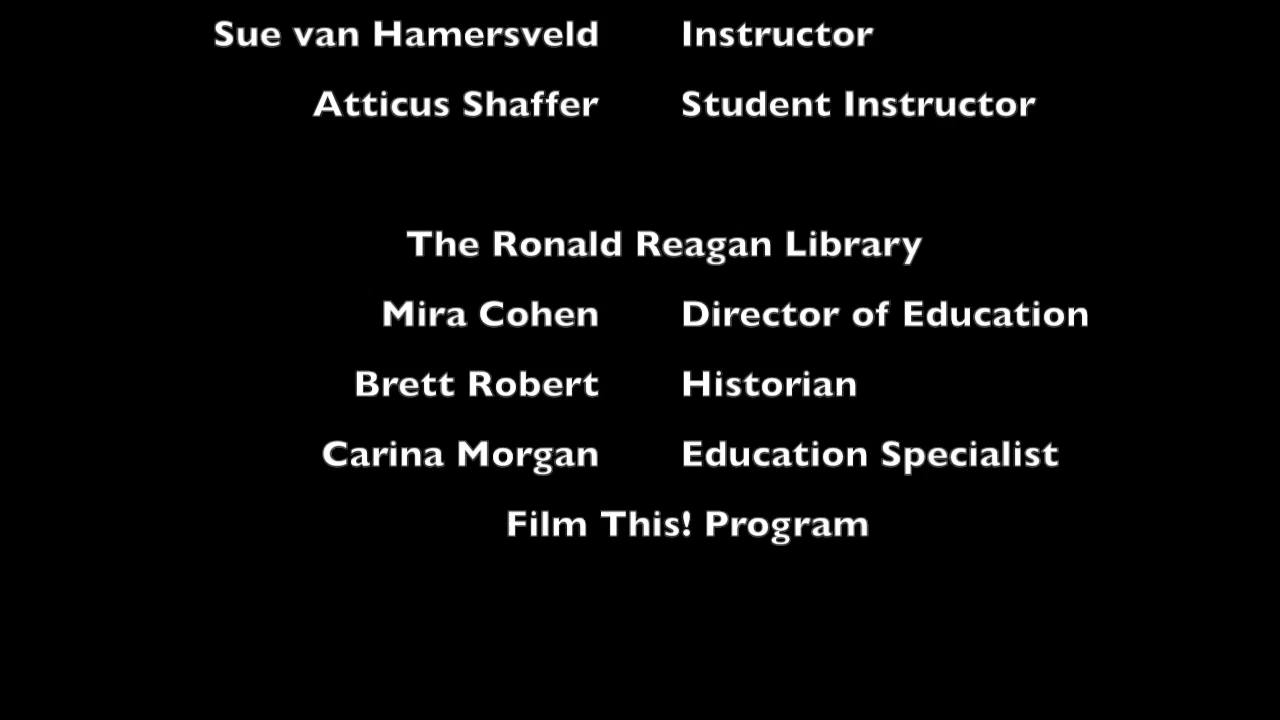 Sue van Hamersveld Instructor
Atticus Shaffer Student Instructor
The Ronald Reagan Library
Mira Cohen Director of Education
Brett Robert Historian
Carina Morgan Education Specialist
Film This! Program